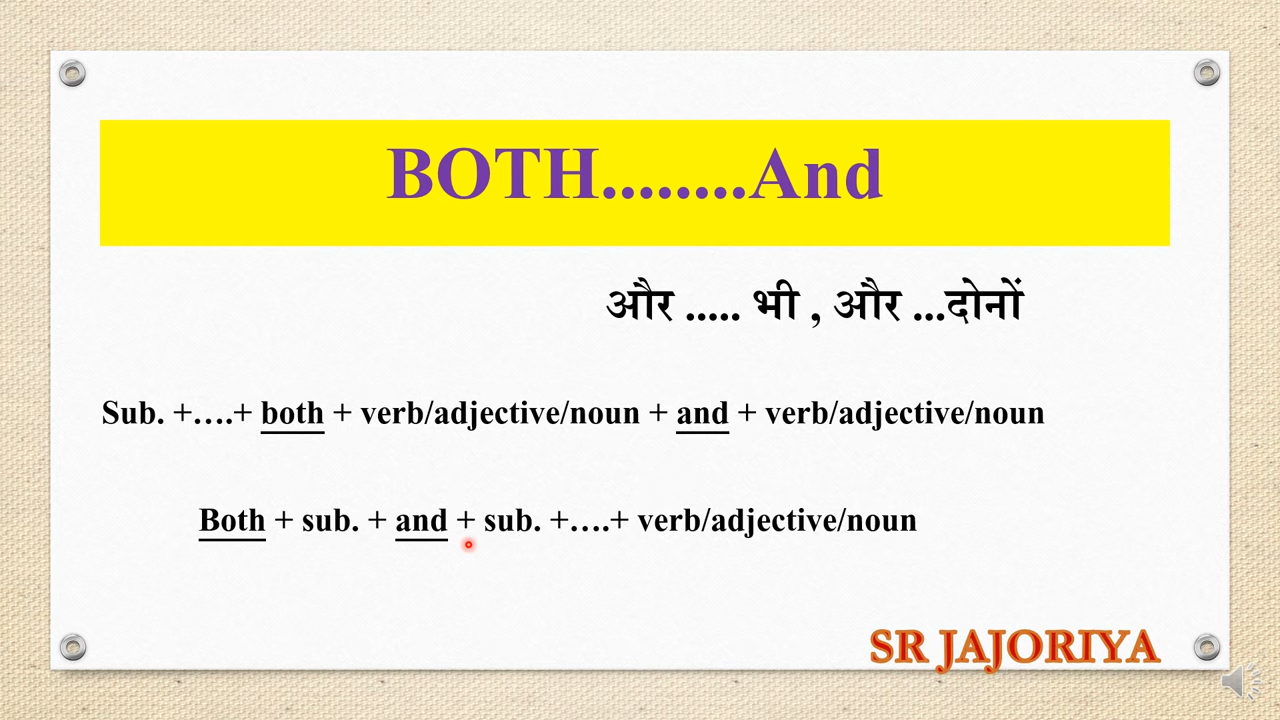 BOTH........And
और ..... भी , और ...दोनों
Sub. +….+ both + verb/adjective/noun + and + verb/adjective/noun
Both + sub. + and + sub. +….+ verb/adjective/noun
SR JAJORIYA